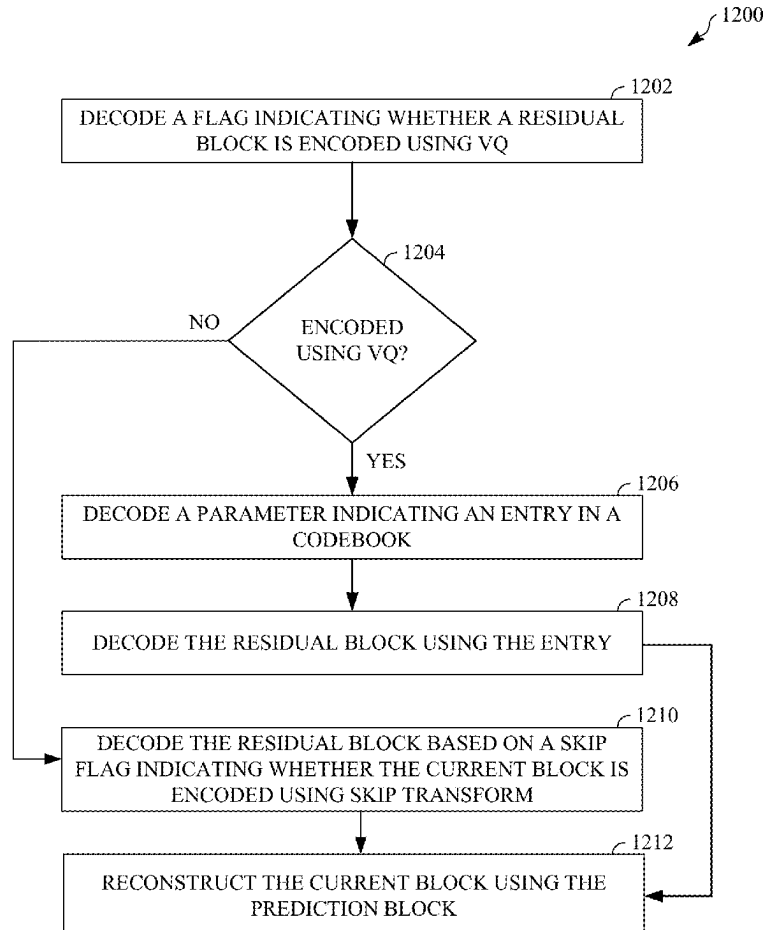 1200
1202
DECODE A FLAG INDICATING WHETHER A RESIDUAL
BLOCK IS ENCODED USING VQ
1204
NO
ENCODED
USING VQ?
YES
1206
DECODE A PARAMETER INDICATING AN ENTRY IN A
CODEBOOK
1208
DECODE THE RESIDUAL BLOCK USING THE ENTRY
1210
DECODE THE RESIDUAL BLOCK BASED ON A SKIP
FLAG INDICATING WHETHER THE CURRENT BLOCK IS
ENCODED USING SKIP TRANSFORM
1212
RECONSTRUCT THE CURRENT BLOCK USING THE
PREDICTION BLOCK